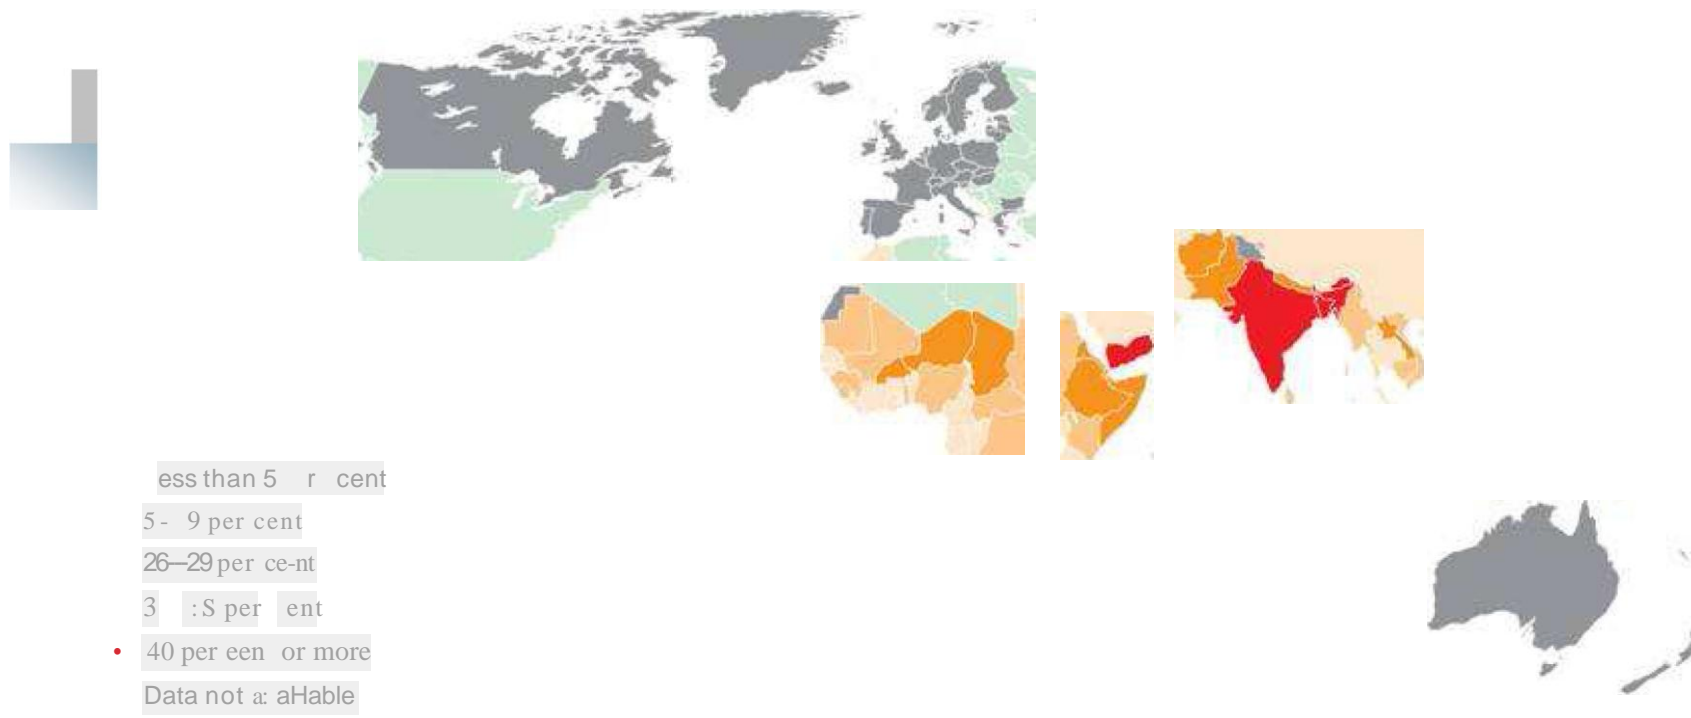 ess than 5 r cent
5 - 9 per cent
26—29 per ce-nt
3 :S per ent
• 40 per een or more
Data not a: aHable